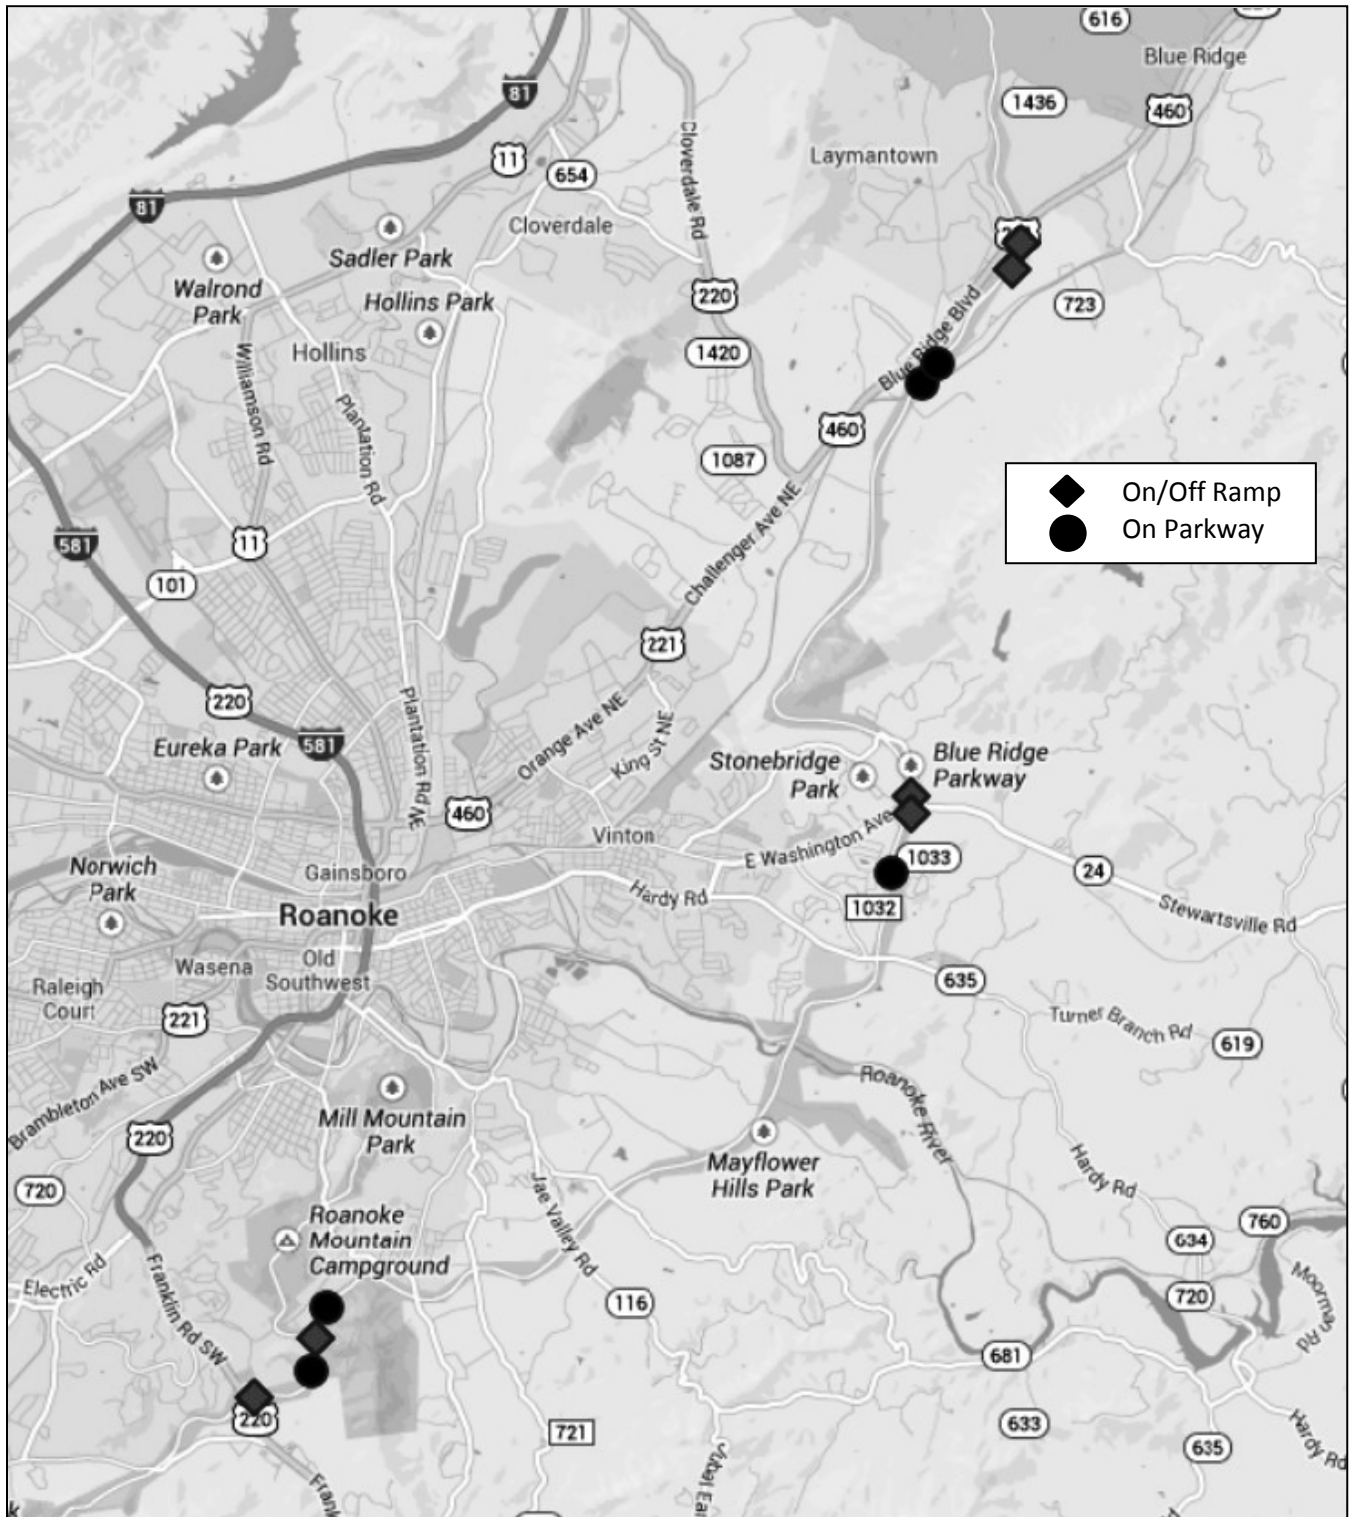 616
Blue Ridge
81
1436
460
11
Laymantown
654
Cloverdale Rd
81
Cloverdale
Sadler Park
Walrond
Park
Hollins Park
220
723
Blue Ridge Blvd
Hollins
1420
Williamson Rd
Plantation Rd
460
1087
On/Off Ramp
On Parkway
Challenger Ave NE
581
11
101
221
220
Plantation Rd NE
Orange Ave NE
King St NE
581
Eureka Park
Stonebridge
Park
Blue Ridge
Parkway
460
Vinton
E Washington Ave
1033
24
Norwich
Park
Gainsboro
Hardy Rd
1032
Stewartsville Rd
Roanoke
Old
Southwest
Wasena
635
Raleigh
Court
221
Turner Branch Rd
619
Brambleton Ave SW
Roanoke River
Mill Mountain
Park
220
Mayflower
Hills Park
Hardy Rd
720
Jae Valley Rd
Roanoke
Mountain
Campground
760
634
Electric Rd
Franklin Rd SW
116
720
Moorman Rd
681
220
721
633
635
Hardy Rd
Frank
Jubal Ear
k